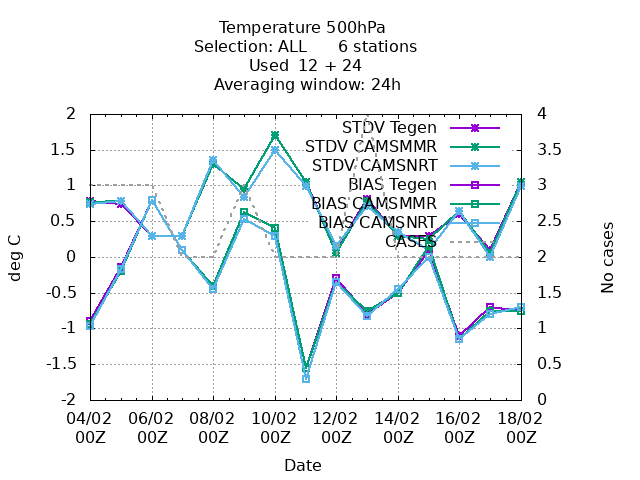 Temperature 500hPa
Selection: ALL      6 stations
Used  12 + 24
Averaging window: 24h
STDV Tegen
STDV CAMSMMR
STDV CAMSNRT
BIAS Tegen
BIAS CAMSMMR
BIAS CAMSNRT
CASES
deg C
2
1.5
1
0.5
0
-0.5
-1
-1.5
-2
No cases
4
3.5
3
2.5
2
1.5
1
0.5
0
04/02 06/02 08/02 10/02 12/02 14/02 16/02 18/02
00Z 00Z 00Z 00Z 00Z 00Z 00Z 00Z
Date